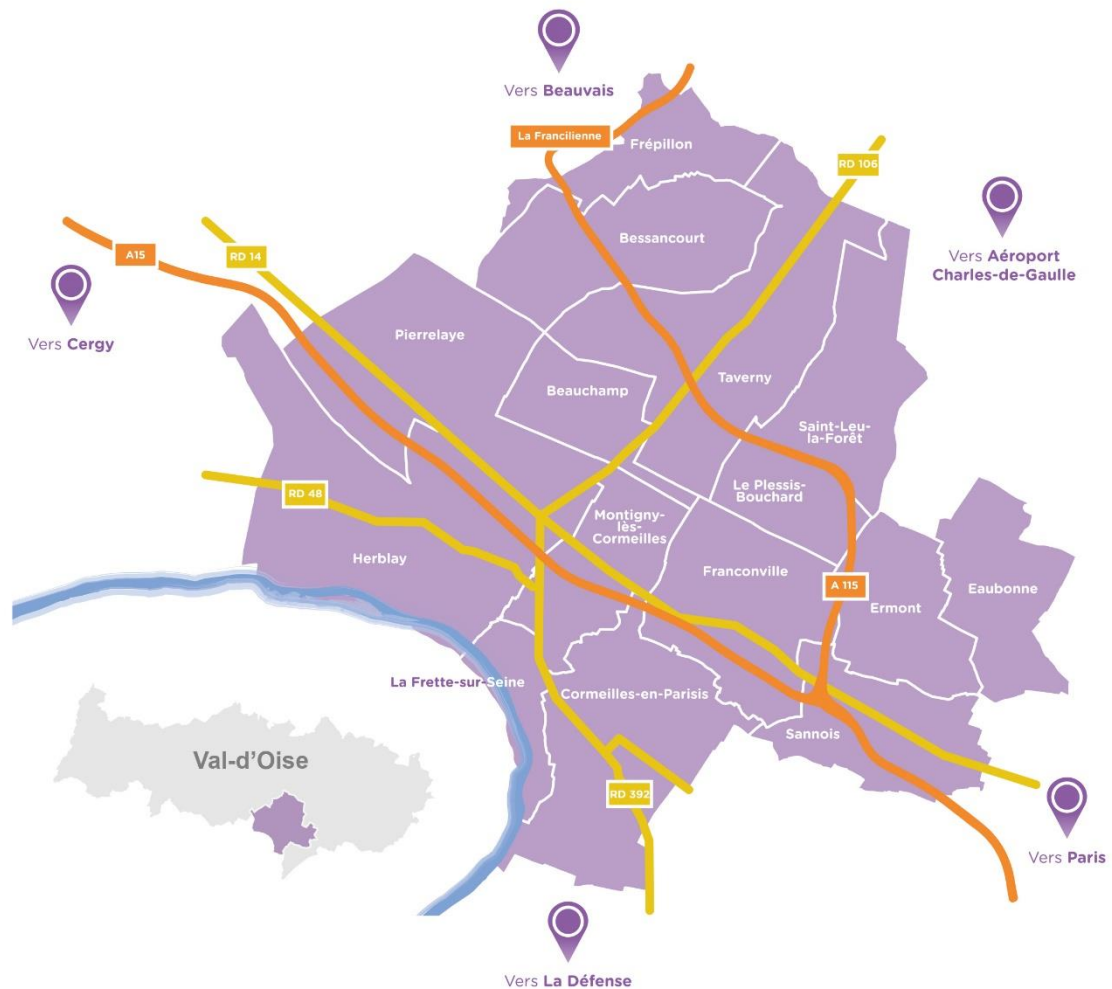 Vers Beauvais
La Francilienne
Frépillon
RD 106
Bessancourt
A15
RD 14
Vers Aéroport
Charles-de-Gaulle
Vers Cergy
Pierrelaye
Beauchamp
Taverny
Saint-Leu-
la-Forêt
Le Plessis-
Bouchard
RD 48
Montigny-
lès-
Cormeilles
Herblay
Franconville
A 115
Ermont
Eaubonne
La Frette-sur-Seine
Cormeilles-en-Parisis
Sannois
Val-d'Oise
RD 392
Vers Paris
Vers La Défense